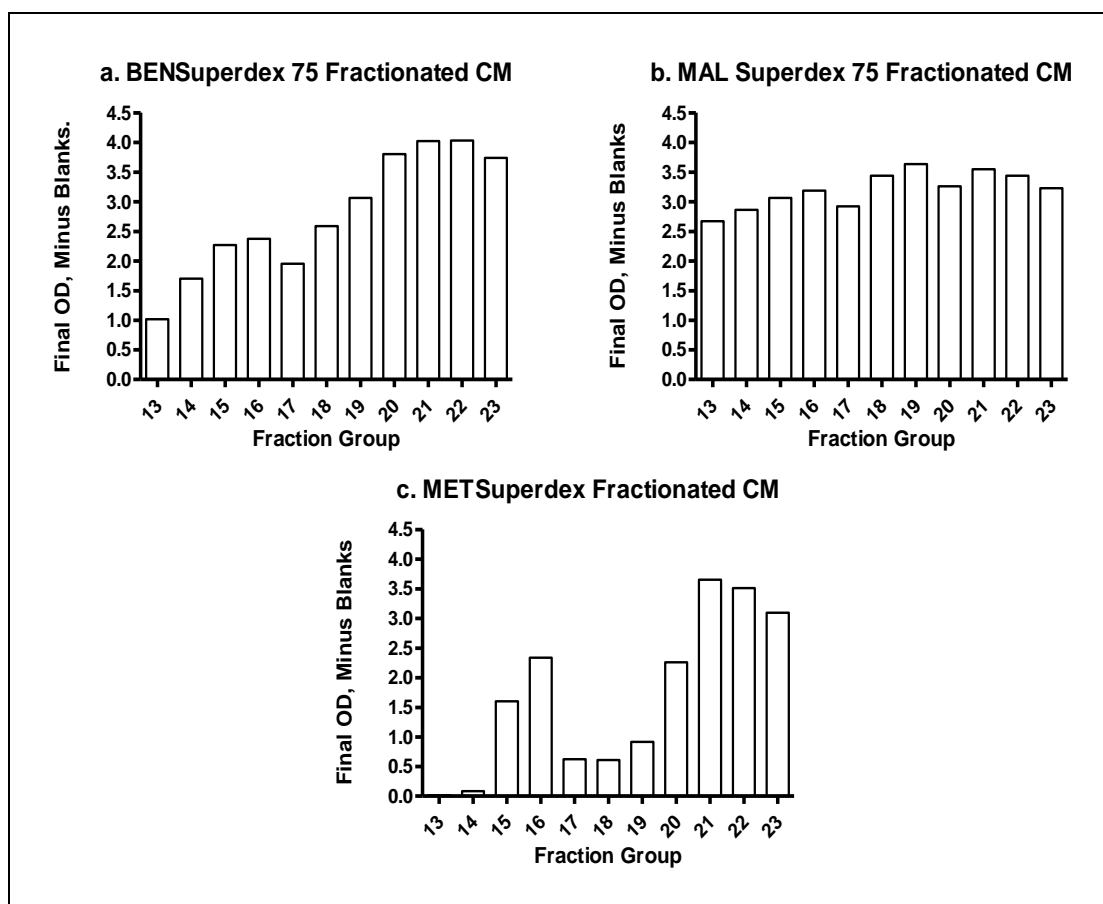 a. BENSuperdex 75 Fractionated CM
Final OD, Minus Blanks.
4.5
4.0
3.5
3.0
2.5
2.0
1.5
1.0
0.5
0.0
13 14 15 16 17 18 19 20 21 22 23
Fraction Group
b. MAL Superdex 75 Fractionated CM
Final OD, Minus Blanks
4.5
4.0
3.5
3.0
2.5
2.0
1.5
1.0
0.5
0.0
13 14 15 16 17 18 19 20 21 22 23
Fraction Group
c. METSuperdex Fractionated CM
Final OD, Minus Blanks
4.5
4.0
3.5
3.0
2.5
2.0
1.5
1.0
0.5
0.0
13 14 15 16 17 18 19 20 21 22 23
Fraction Group